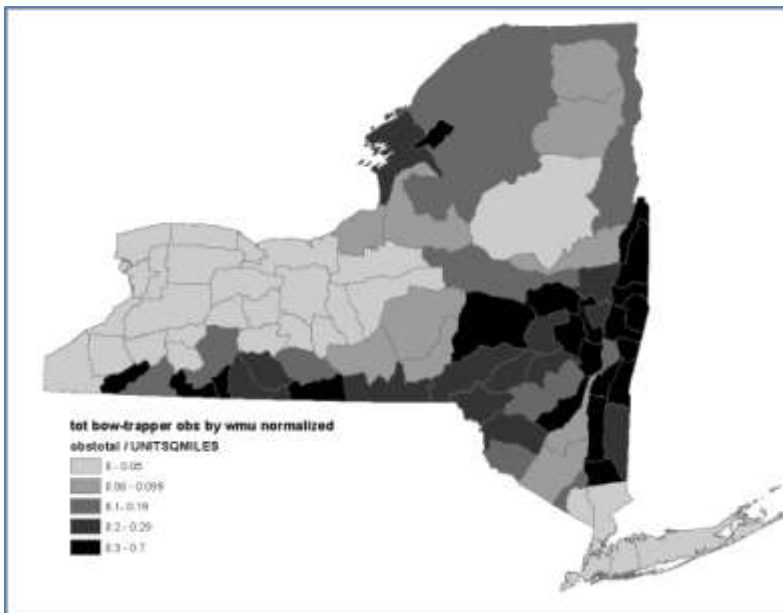 tot bow-trapper obs by wmu normalized
obstotal / UNITSQMILES
0 - 0.05
0.06 - 0.099
0.1 - 0.19
0.2 - 0.29
0.3 - 0.7